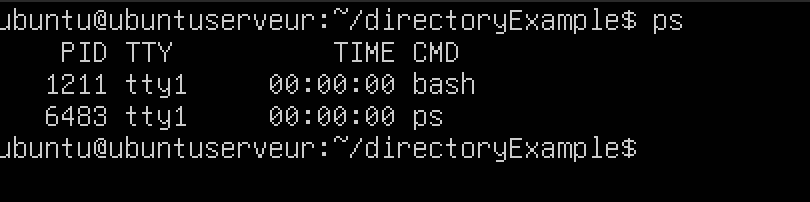 ubuntu@ubuntuserveur:~/directoryExample$ ps
    PID TTY          TIME CMD
   1211 tty1     00:00:00 bash
   6483 tty1     00:00:00 ps
ubuntu@ubuntuserveur:~/directoryExample$